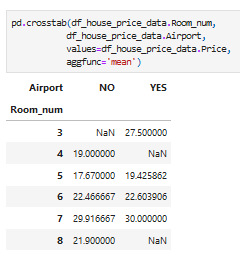 pd.crosstab(df_house_price_data.Room_num,
df_house_price_data.Airport,
values=df_house_price_data.Price,
aggfunc='mean')
Airport NO YES
Room_num
3 NaN 27.500000
4 19.000000 NaN
5 17.670000 19.425862
6 22.466667 22.603906
7 29.916667 30.000000
8 21.900000 NaN